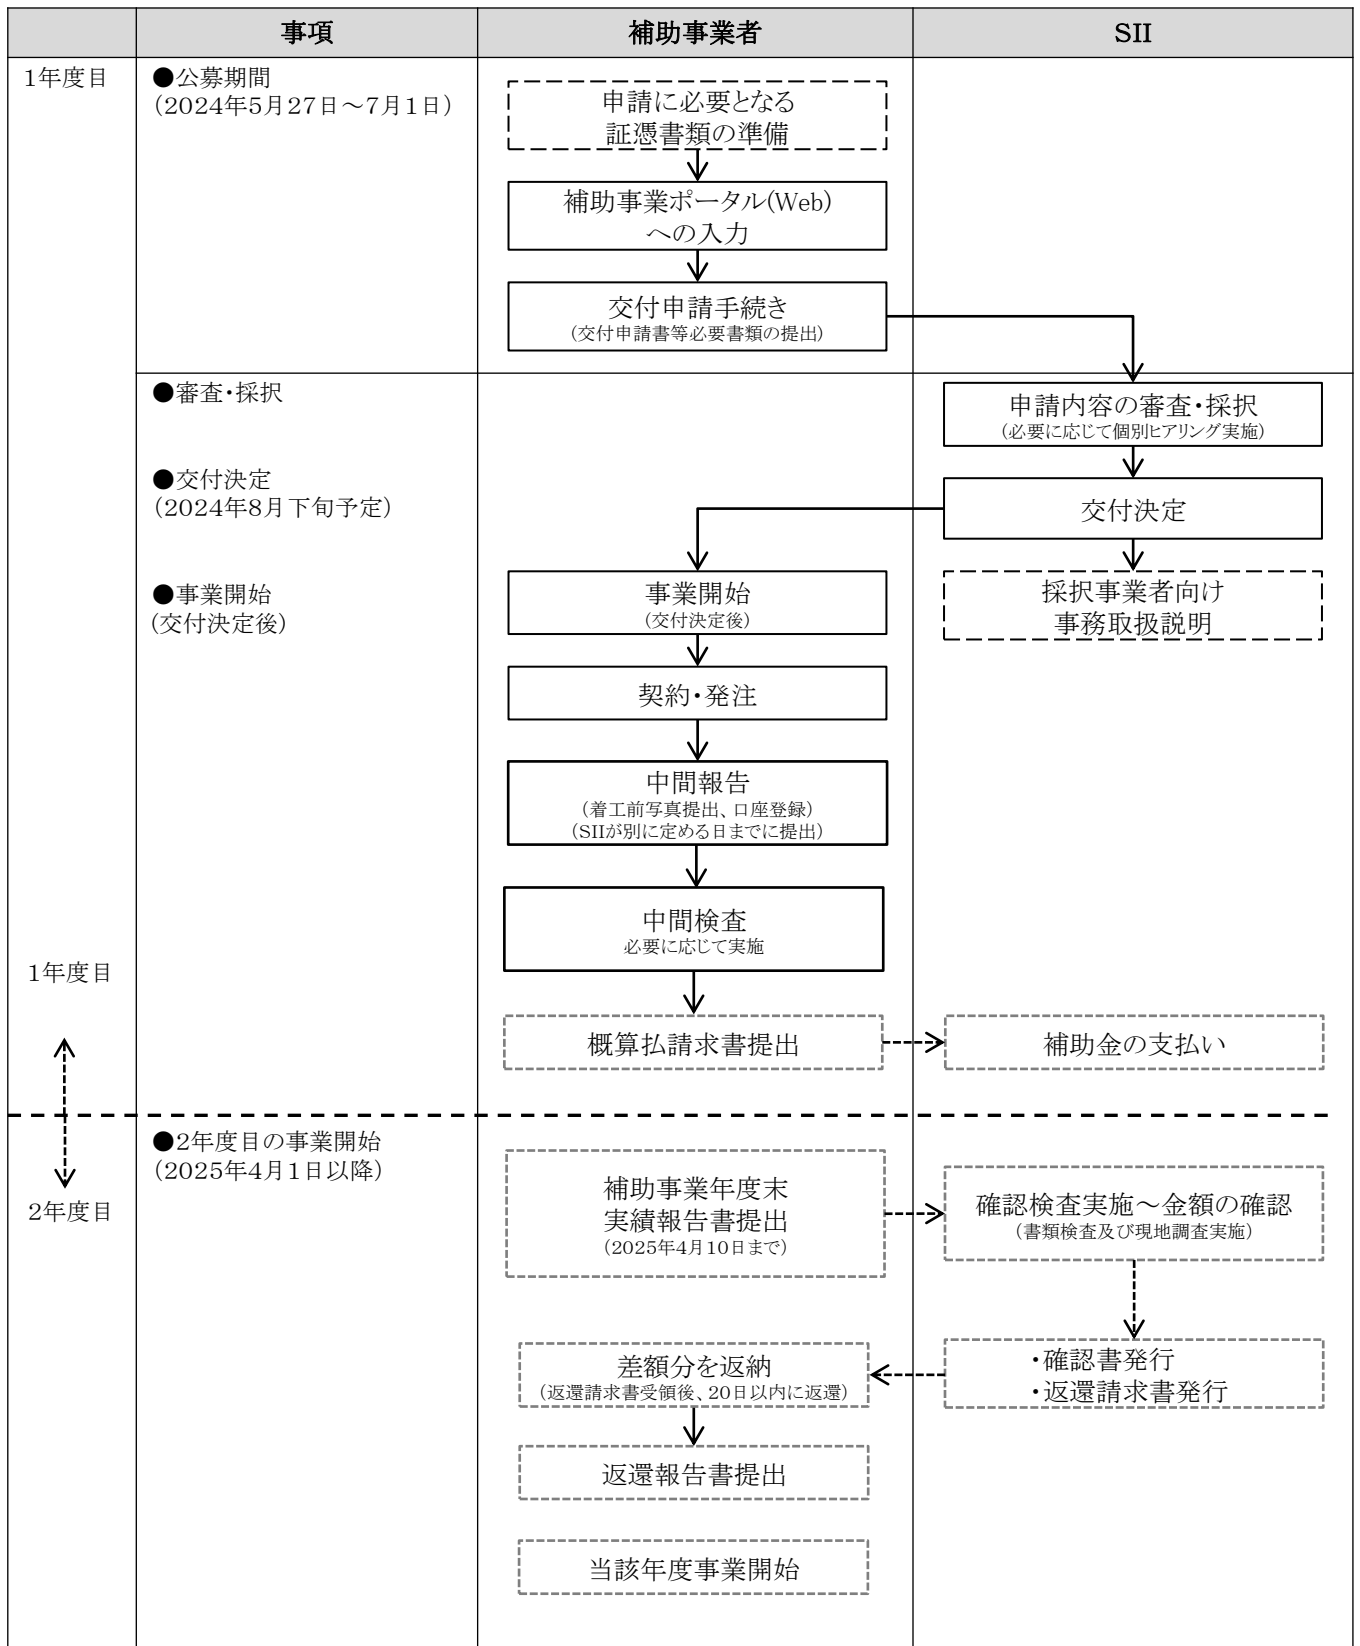 事項
補助事業者
SII
1年度目
●公募期間
(2024年5月27日～7月1日)
申請に必要となる
証憑書類の準備
補助事業ポータル(Web)
への入力
交付申請手続き
(交付申請書等必要書類の提出)
●審査・採択
申請内容の審査・採択
(必要に応じて個別ヒアリング実施)
●交付決定
(2024年8月下旬予定)
交付決定
●事業開始
(交付決定後)
事業開始
(交付決定後)
採択事業者向け
事務取扱説明
契約・発注
中間報告
(着工前写真提出、口座登録)
(SIIが別に定める日までに提出)
中間検査
必要に応じて実施
1年度目
概算払請求書提出
補助金の支払い
●2年度目の事業開始
(2025年4月1日以降)
2年度目
補助事業年度末
実績報告書提出
(2025年4月10日まで)
確認検査実施～金額の確認
(書類検査及び現地調査実施)
・確認書発行
・返還請求書発行
差額分を返納
(返還請求書受領後、20日以内に返還)
返還報告書提出
当該年度事業開始